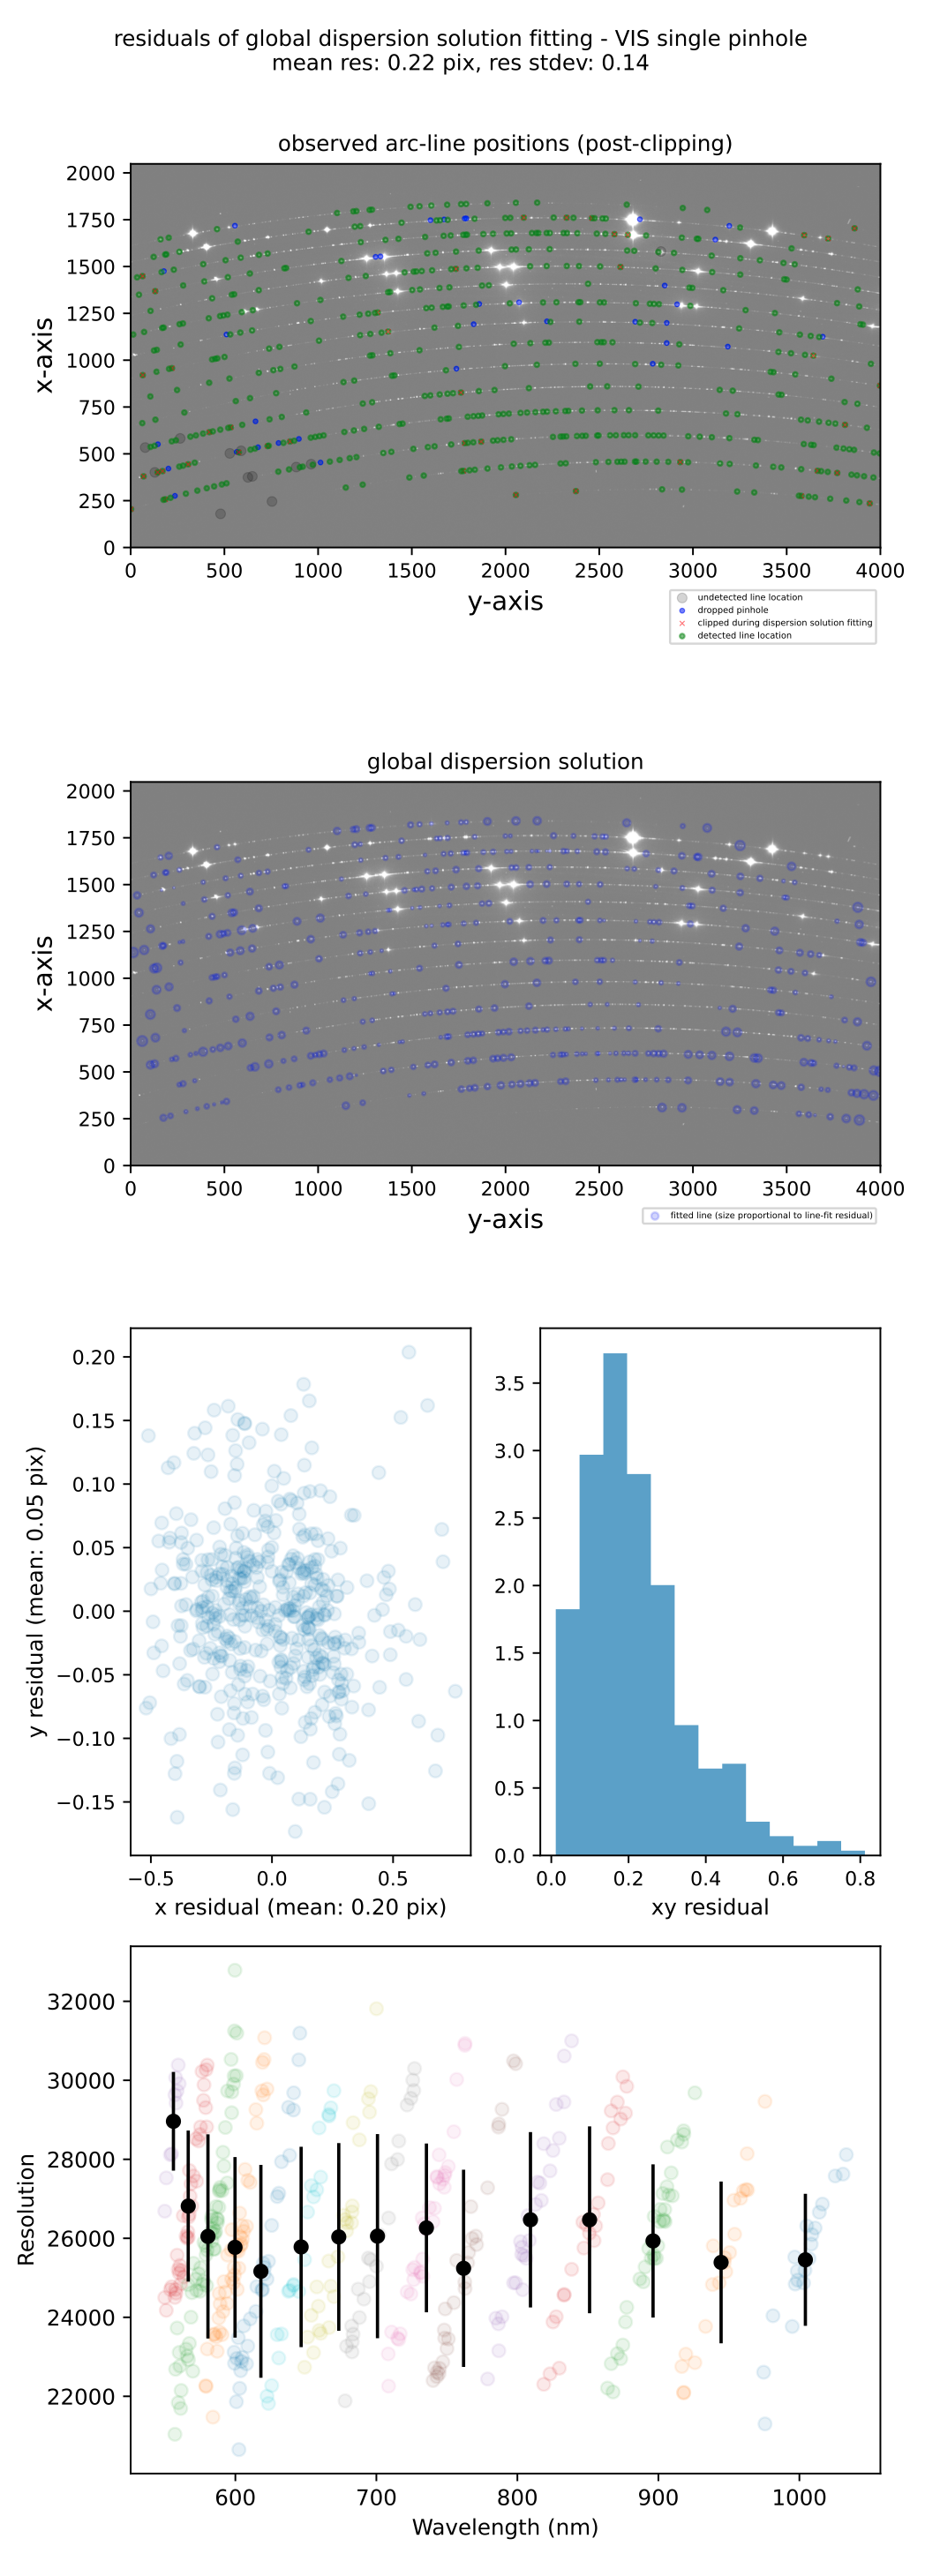 residuals of global dispersion solution fitting - VIS single pinhole
mean res: 0.22 pix, res stdev: 0.14
observed arc-line positions (post-clipping)
2000
1750
1500
1250
1000
750
500
250
0
x-axis
0 500 1000 1500 2000 2500 3000 3500 4000
y-axis
undetected line location
dropped pinhole
clipped during dispersion solution fitting
detected line location
global dispersion solution
2000
1750
1500
1250
1000
750
500
250
0
x-axis
0 500 1000 1500 2000 2500 3000 3500 4000
y-axis
fitted line (size proportional to line-fit residual)
0.20
0.15
0.10
0.05
0.00
−0.05
−0.10
−0.15
y residual (mean: 0.05 pix)
−0.5 0.0 0.5
x residual (mean: 0.20 pix)
3.5
3.0
2.5
2.0
1.5
1.0
0.5
0.0
0.0 0.2 0.4 0.6 0.8
xy residual
32000
30000
28000
26000
24000
22000
Resolution
600 700 800 900 1000
Wavelength (nm)